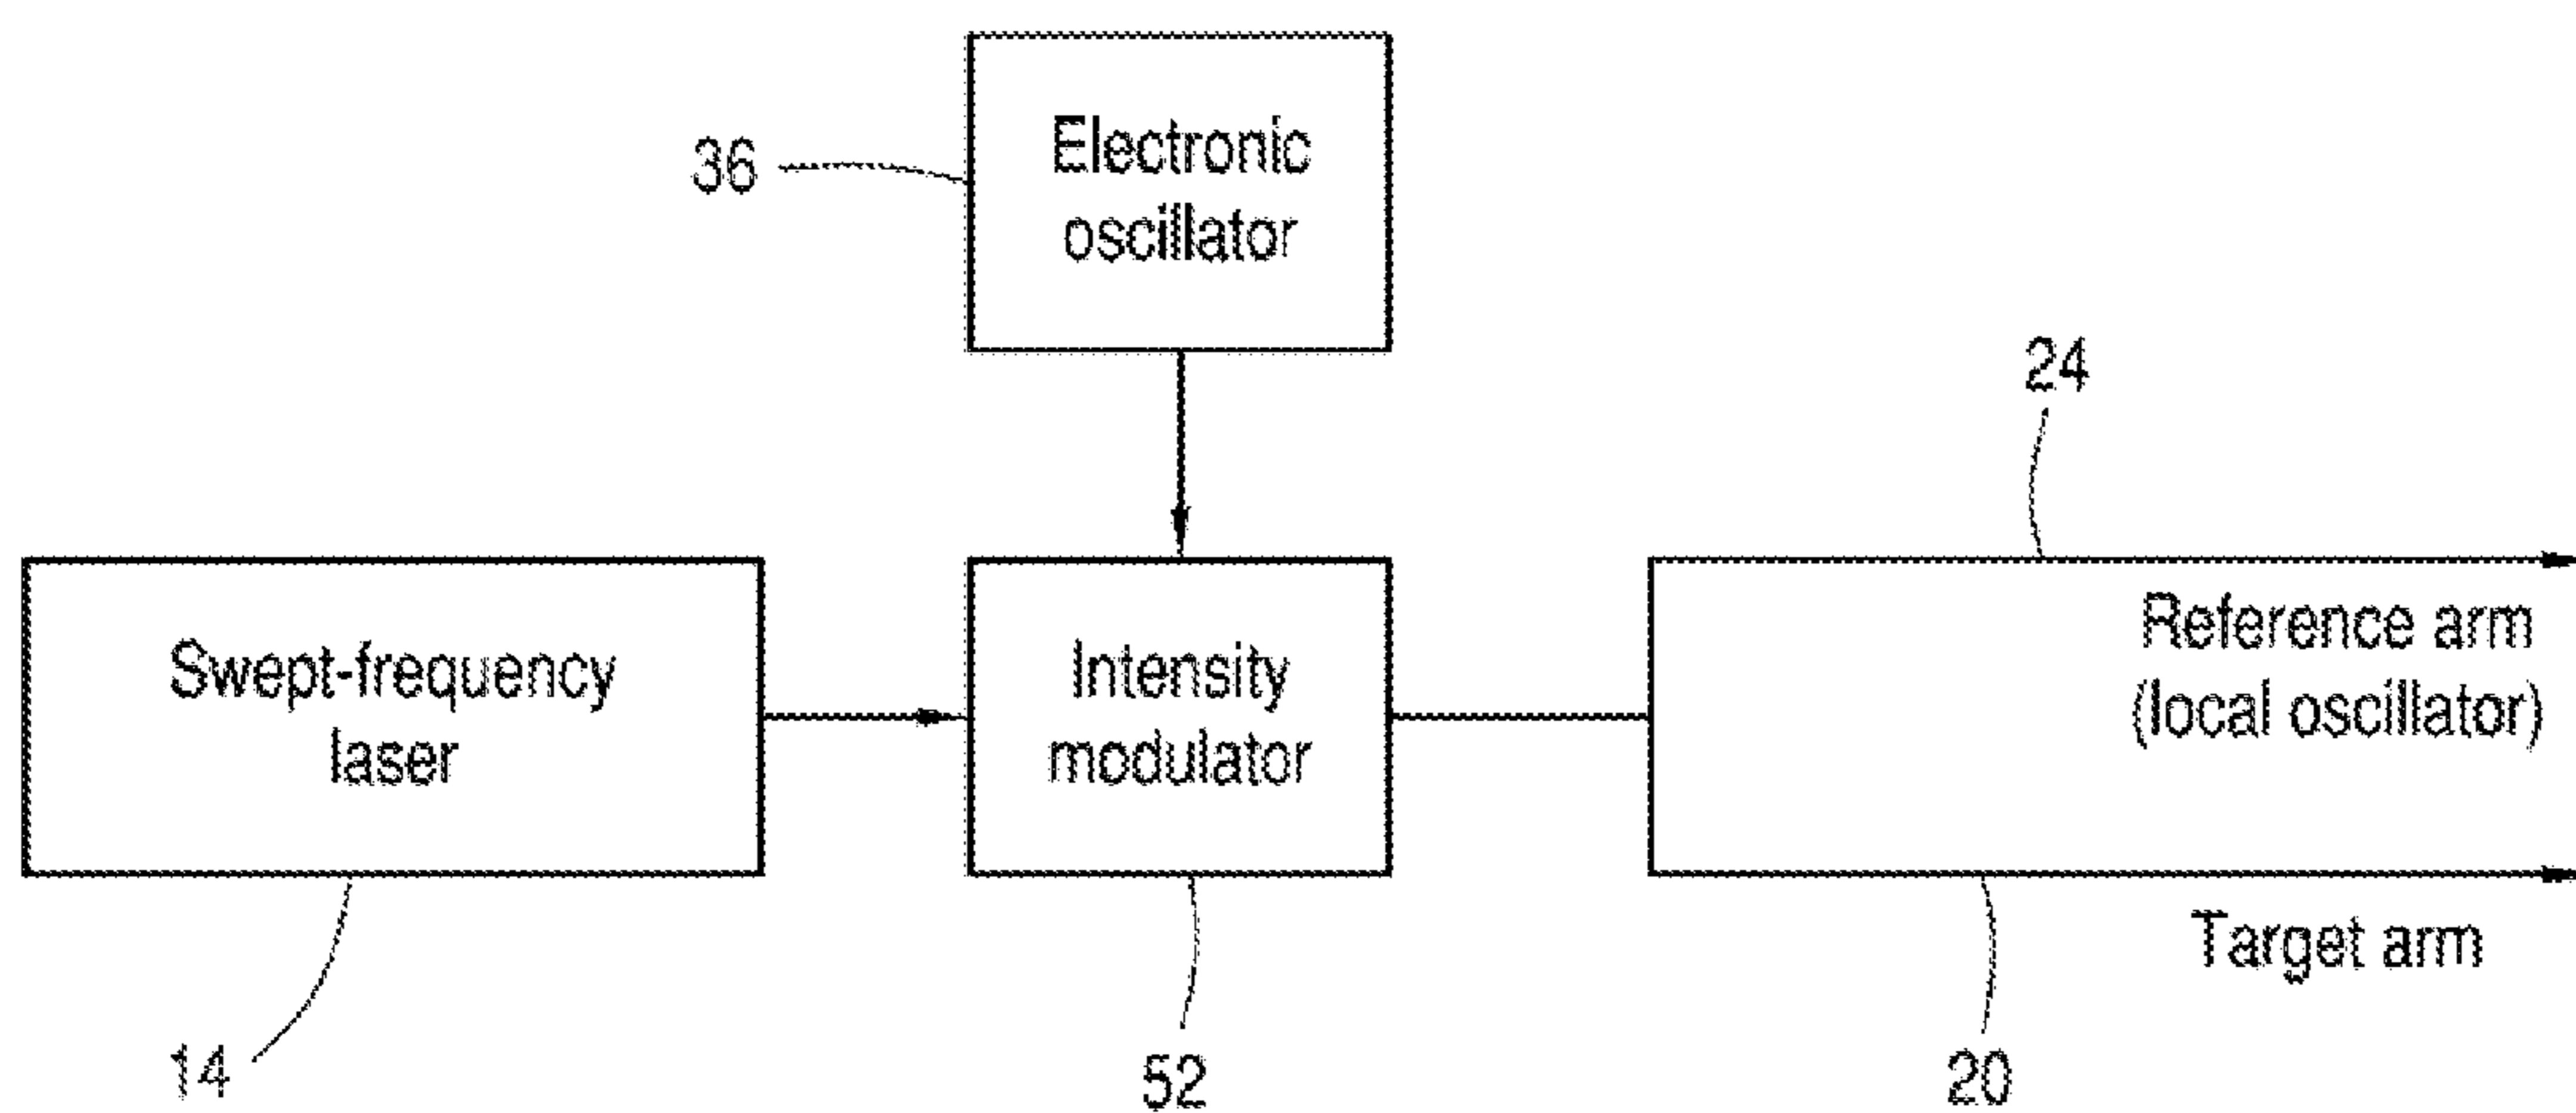 36
Electronic
oscillator
24
Swept-frequency
laser
Intensity
modulator
Reference arm
(local oscillator)
Target arm
14
52
20